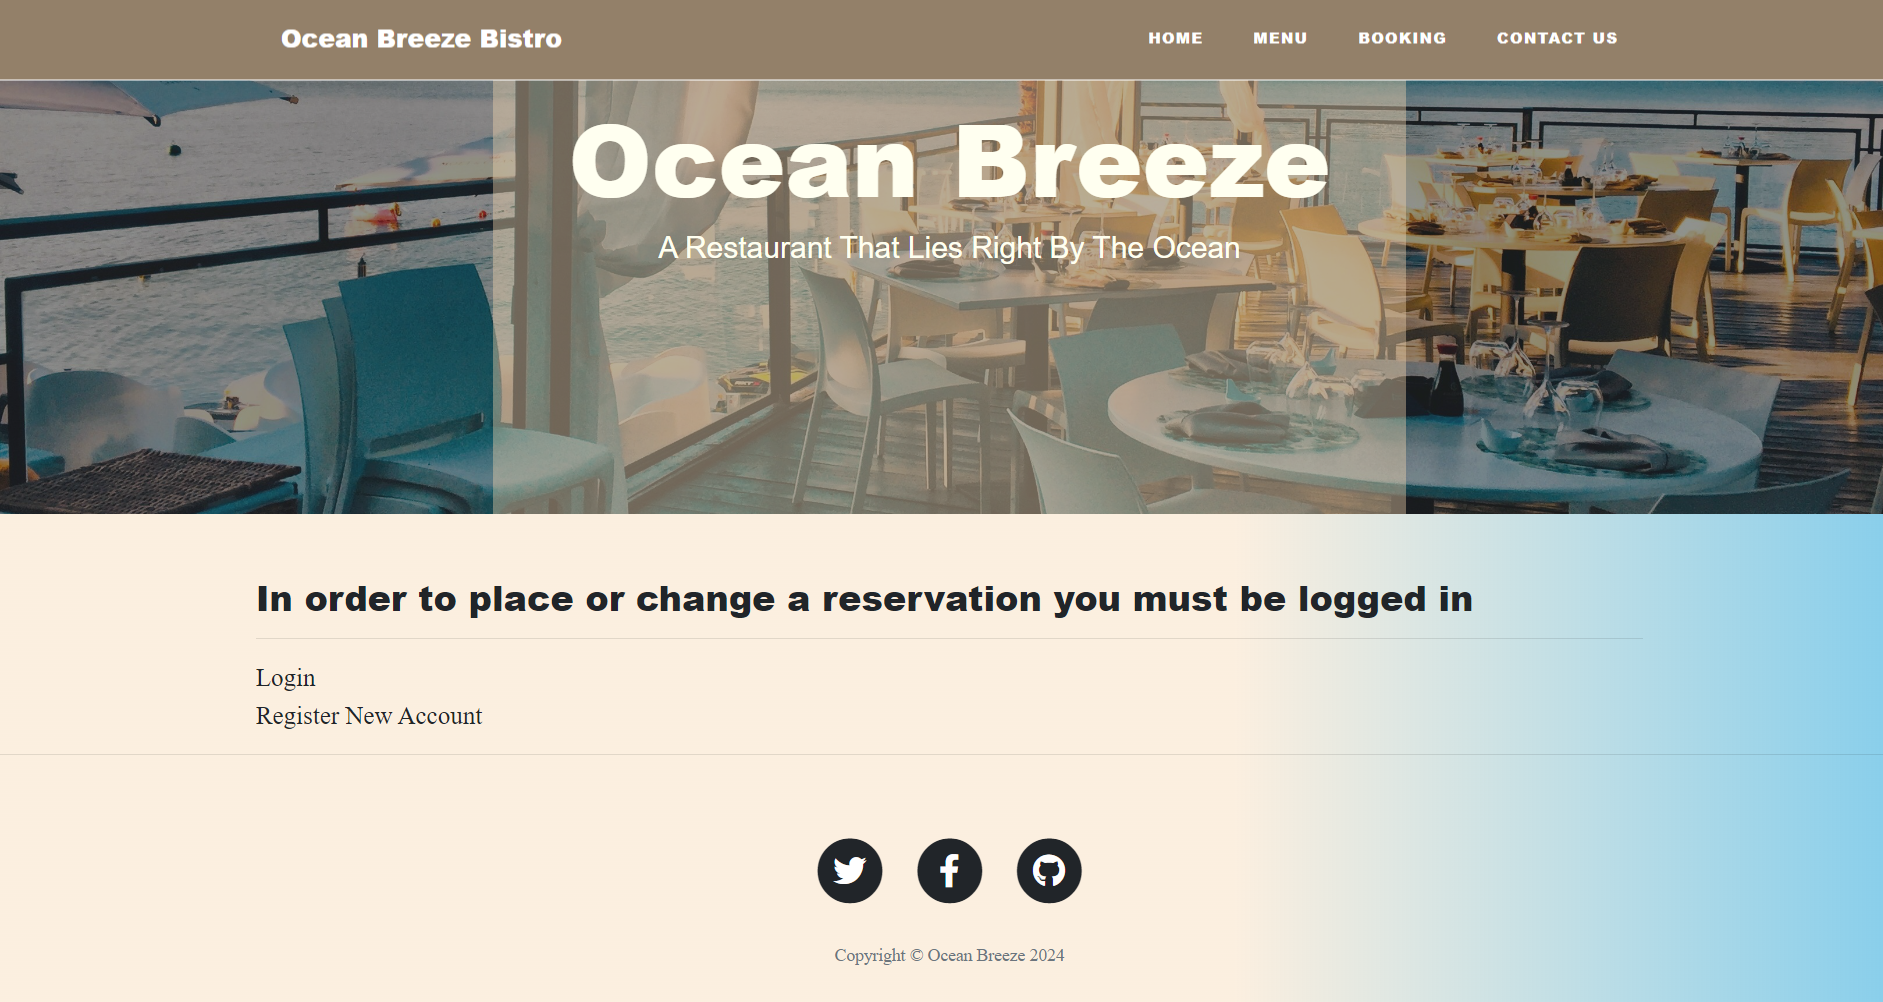 Ocean Breeze Bistro
HOME MENU BOOKING CONTACT US
Ocean Breeze
A Restaurant That Lies Right By The Ocean
In order to place or change a reservation you must be logged in
Login
Register New Account
Copyright © Ocean Breeze 2024